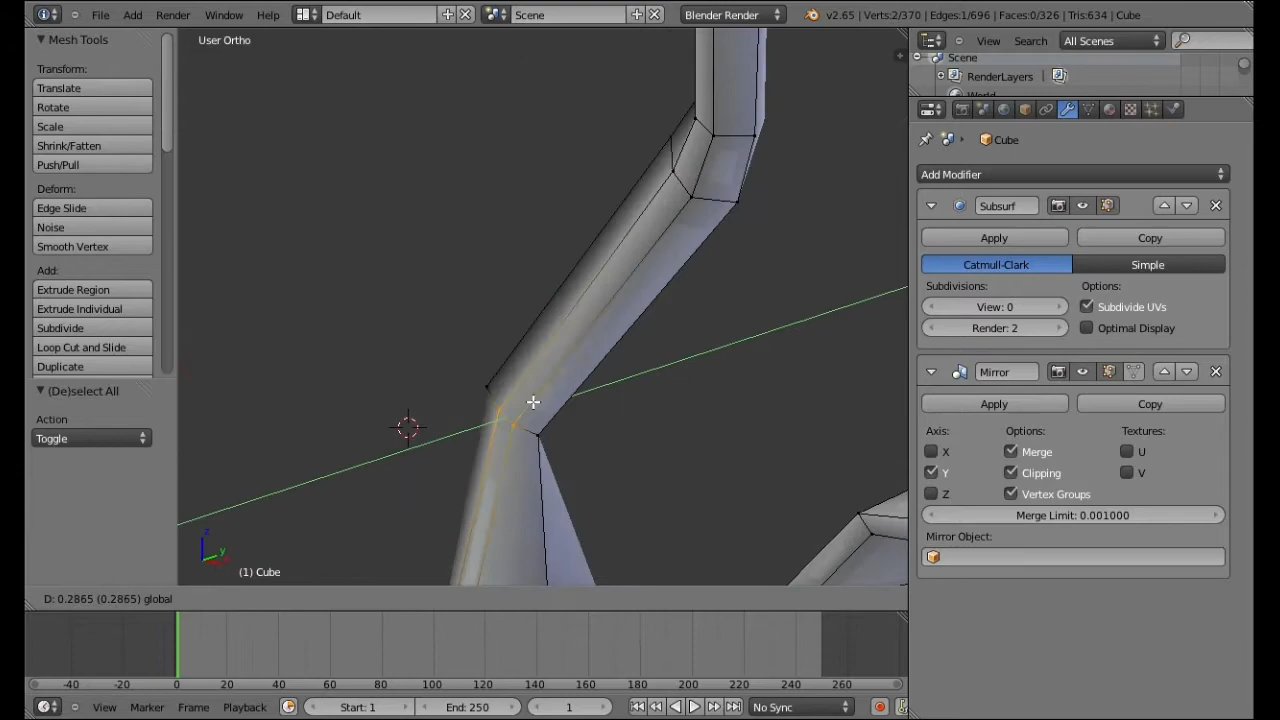 File Add Render Window Help Default Scene Blender Render v2.65 | Verts:2/370 | Edges:1/696 | Faces:0/326 | Tris:634 | Cube
Mesh Tools
Transform:
Translate
Rotate
Scale
Shrink/Fatten
Push/Pull
Deform:
Edge Slide
Noise
Smooth Vertex
Add:
Extrude Region
Extrude Individual
Subdivide
Loop Cut and Slide
Duplicate
(De)select All
Action
Toggle
User Ortho
z
y
(1) Cube
D: 0.2865 (0.2865) global
View Search All Scenes
Scene
RenderLayers
Cube
Add Modifier
Subsurf
Apply Copy
Catmull-Clark Simple
Subdivisions: Options:
View: 0 Subdivide UVs
Render: 2 Optimal Display
Mirror
Apply Copy
Axis: Options: Textures:
X Merge U
Y Clipping V
Z Vertex Groups
Merge Limit: 0.001000
Mirror Object:
-40 -20 0 20 40 60 80 100 120 140 160 180 200 220 240 260
View Marker Frame Playback Start: 1 End: 250 1 No Sync